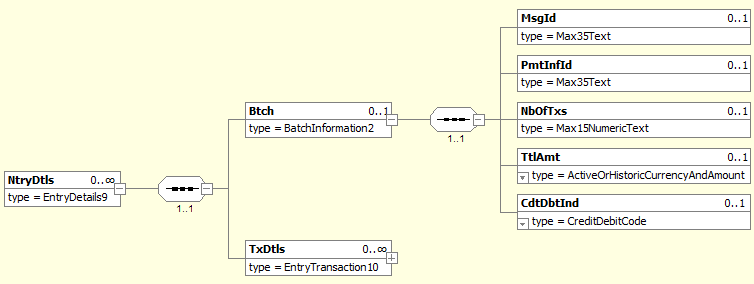 NtryDtls 0..∞
type = EntryDetails9
1..1
Btch 0..1
type = BatchInformation2
1..1
MsgId 0..1
type = Max35Text
PmtInfId 0..1
type = Max35Text
NbOfTxs 0..1
type = Max15NumericText
TtlAmt 0..1
type = ActiveOrHistoricCurrencyAndAmount
CdtDbtInd 0..1
type = CreditDebitCode
TxDtls 0..∞
type = EntryTransaction10